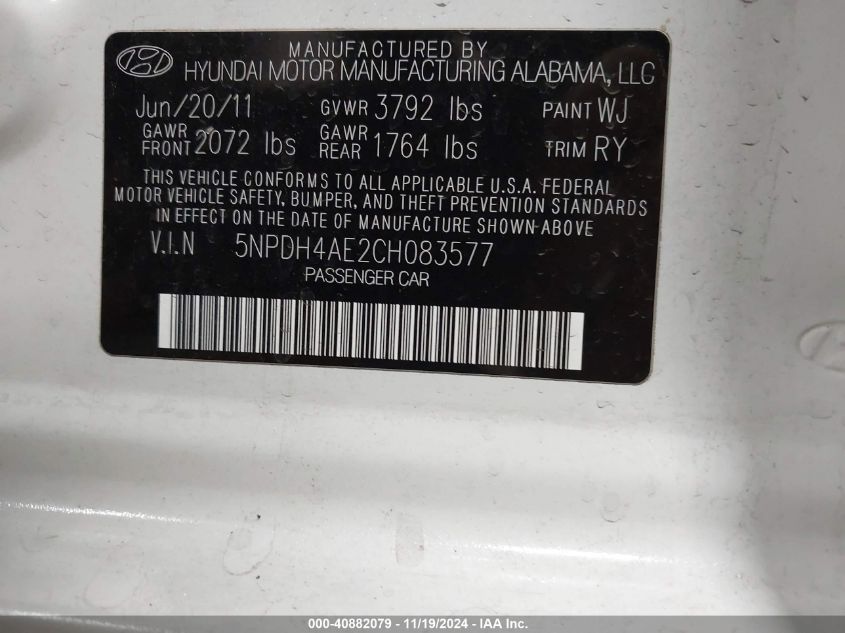 MANUFACTURED BY
HYUNDAI MOTOR MANUFACTURING ALABAMA, LLC
Jun/20/11 GVWR 3792 lbs PAINT WJ
GAWR FRONT 2072 lbs GAWR REAR 1764 lbs TRIM RY
THIS VEHICLE CONFORMS TO ALL APPLICABLE U.S.A. FEDERAL
MOTOR VEHICLE SAFETY, BUMPER, AND THEFT PREVENTION STANDARDS
IN EFFECT ON THE DATE OF MANUFACTURE SHOWN ABOVE
V.I.N 5NPDH4AE2CH083577
PASSENGER CAR
000-40882079 - 11/19/2024 - IAA Inc.